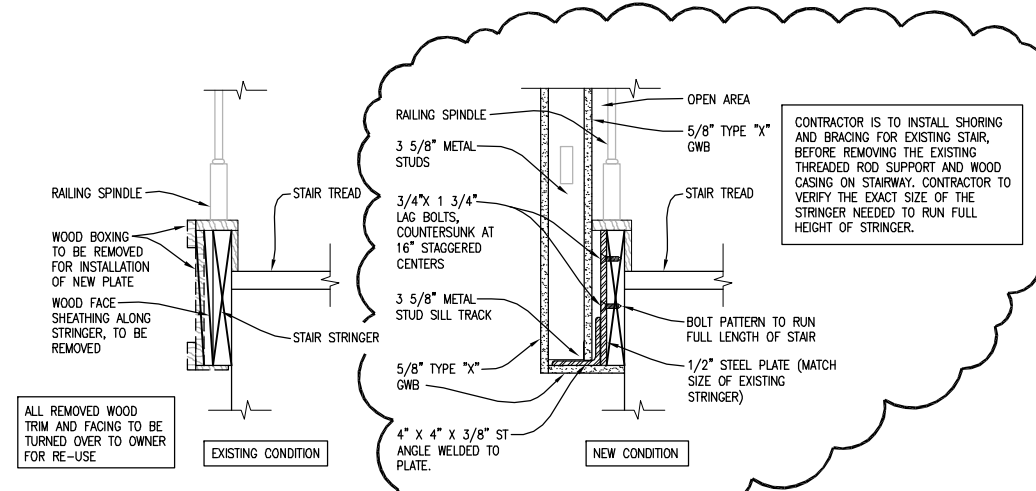 RAILING SPINDLE
STAIR TREAD
WOOD BOXING
TO BE REMOVED
FOR INSTALLATION
OF NEW PLATE
WOOD FACE
SHEATHING ALONG
STRINGER, TO BE
REMOVED
STAIR STRINGER
ALL REMOVED WOOD
TRIM AND FACING TO BE
TURNED OVER TO OWNER
FOR RE-USE
EXISTING CONDITION
RAILING SPINDLE
3 5/8" METAL
STUDS
3/4"X 1 3/4"
LAG BOLTS,
COUNTERSUNK AT
16" STAGGERED
CENTERS
3 5/8" METAL
STUD SILL TRACK
5/8" TYPE "X"
GWB
4" X 4" X 3/8" ST
ANGLE WELDED TO
PLATE.
OPEN AREA
5/8" TYPE "X"
GWB
STAIR TREAD
BOLT PATTERN TO RUN
FULL LENGTH OF STAIR
1/2" STEEL PLATE (MATCH
SIZE OF EXISTING
STRINGER)
NEW CONDITION
CONTRACTOR IS TO INSTALL SHORING
AND BRACING FOR EXISTING STAIR,
BEFORE REMOVING THE EXISTING
THREADED ROD SUPPORT AND WOOD
CASING ON STAIRWAY. CONTRACTOR TO
VERIFY THE EXACT SIZE OF THE
STRINGER NEEDED TO RUN FULL
HEIGHT OF STRINGER.